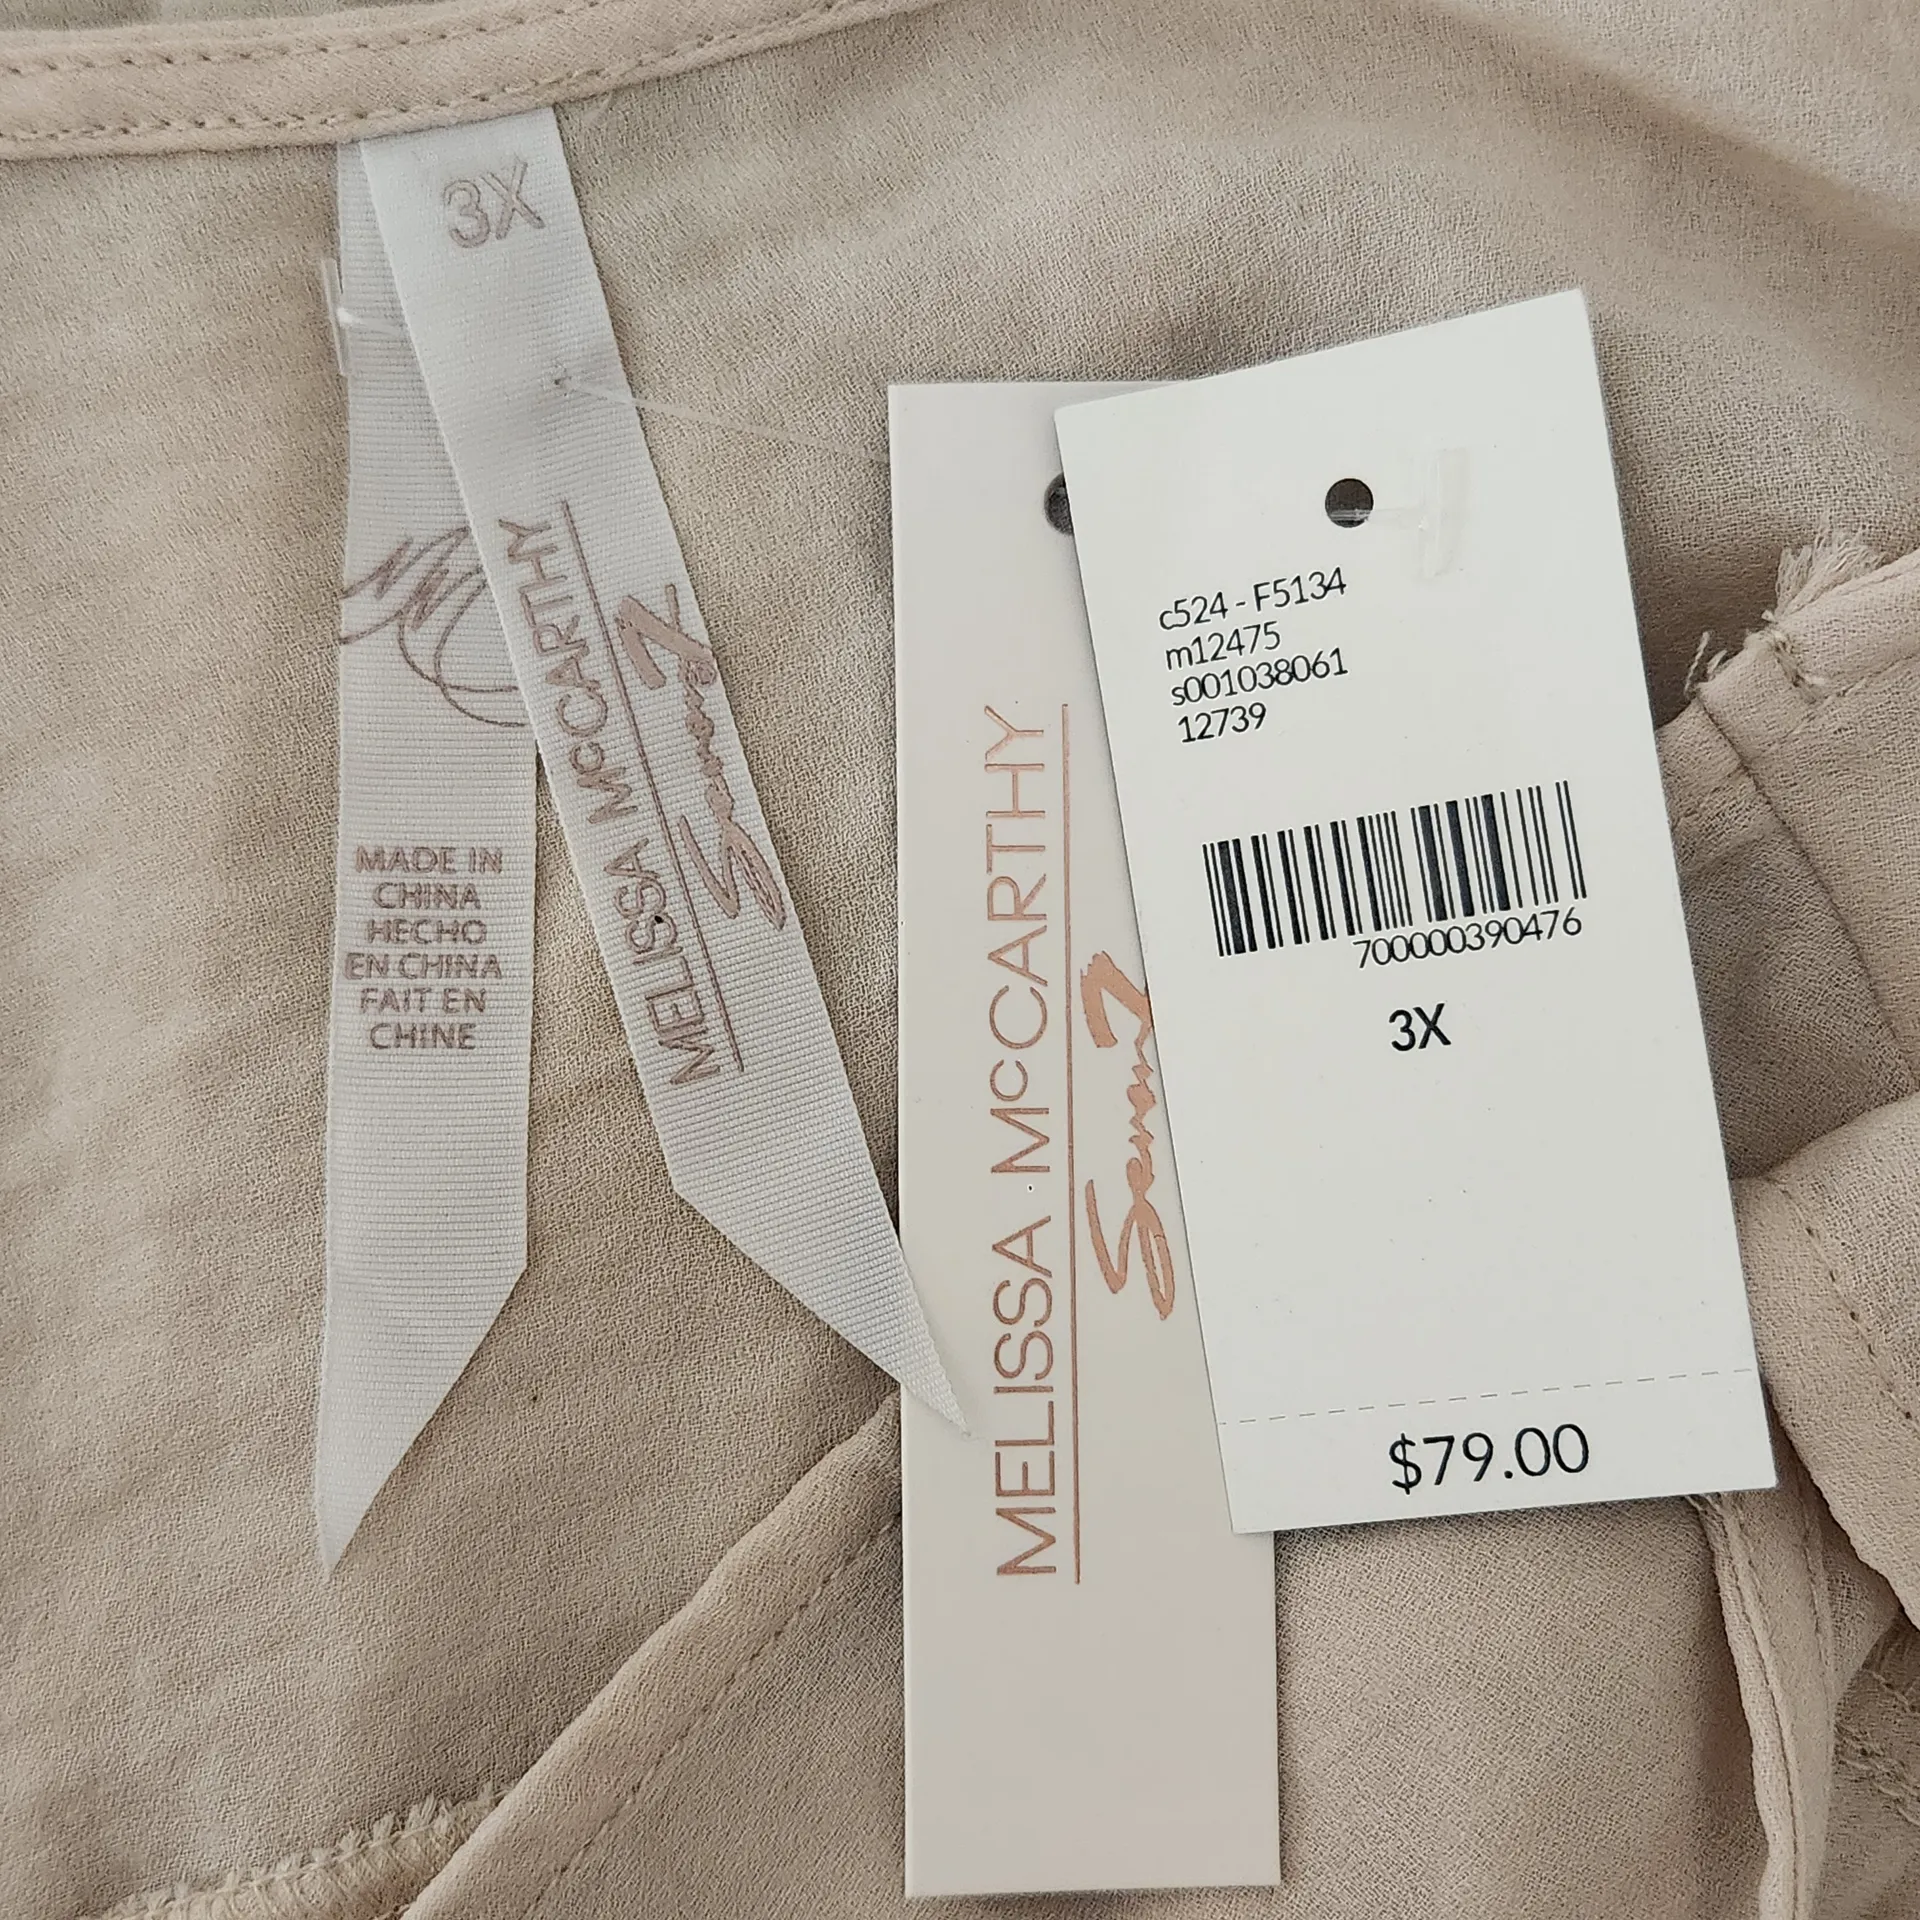 3X
MELISSA McCARTHY
Seven7
MADE IN
CHINA
HECHO
EN CHINA
FAIT EN
CHINE
MELISSA McCARTHY
Seven7
c524 - F5134
m12475
s001038061
12739
700000390476
3X
$79.00